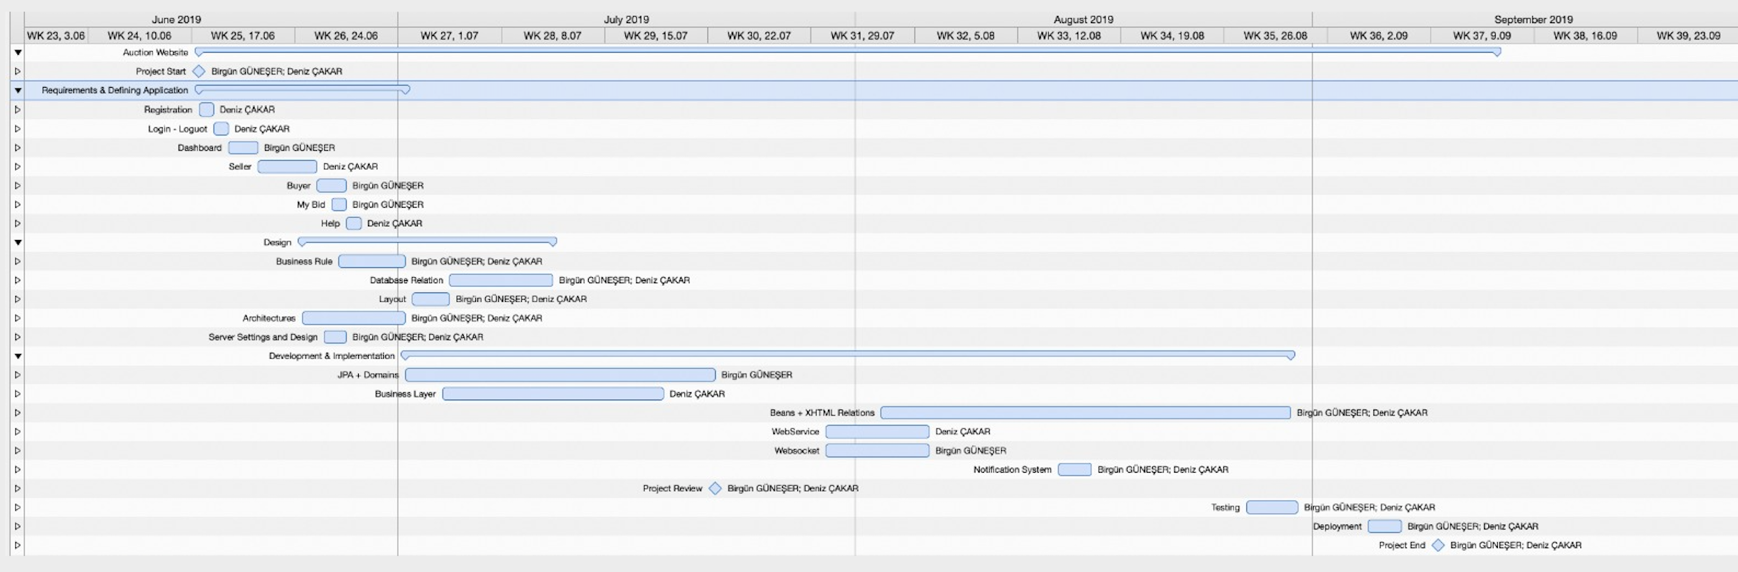 June 2019 July 2019 August 2019 September 2019
WK 23, 3.06 WK 24, 10.06 WK 25, 17.06 WK 26, 24.06 WK 27, 1.07 WK 28, 8.07 WK 29, 15.07 WK 30, 22.07 WK 31, 29.07 WK 32, 5.08 WK 33, 12.08 WK 34, 19.08 WK 35, 26.08 WK 36, 2.09 WK 37, 9.09 WK 38, 16.09 WK 39, 23.09
Auction Website
Project Start Birgün GÜNEŞER; Deniz ÇAKAR
Requirements & Defining Application
Registration Deniz ÇAKAR
Login - Loguot Deniz ÇAKAR
Dashboard Birgün GÜNEŞER
Seller Deniz ÇAKAR
Buyer Birgün GÜNEŞER
My Bid Birgün GÜNEŞER
Help Deniz ÇAKAR
Design
Business Rule Birgün GÜNEŞER; Deniz ÇAKAR
Database Relation Birgün GÜNEŞER; Deniz ÇAKAR
Layout Birgün GÜNEŞER; Deniz ÇAKAR
Architectures Birgün GÜNEŞER; Deniz ÇAKAR
Server Settings and Design Birgün GÜNEŞER; Deniz ÇAKAR
Development & Implementation
JPA + Domains Birgün GÜNEŞER
Business Layer Deniz ÇAKAR
Beans + XHTML Relations Birgün GÜNEŞER; Deniz ÇAKAR
WebService Deniz ÇAKAR
Websocket Birgün GÜNEŞER
Notification System Birgün GÜNEŞER; Deniz ÇAKAR
Project Review Birgün GÜNEŞER; Deniz ÇAKAR
Testing Birgün GÜNEŞER; Deniz ÇAKAR
Deployment Birgün GÜNEŞER; Deniz ÇAKAR
Project End Birgün GÜNEŞER; Deniz ÇAKAR